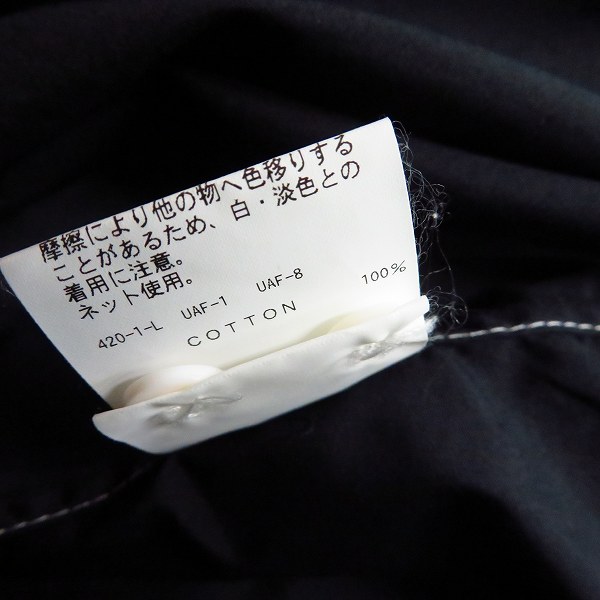 摩擦により他の物へ色移りする
ことがあるため、白・淡色との
着用に注意。
ネット使用。
420-1-L UAF-1 UAF-8 100%
COTTON